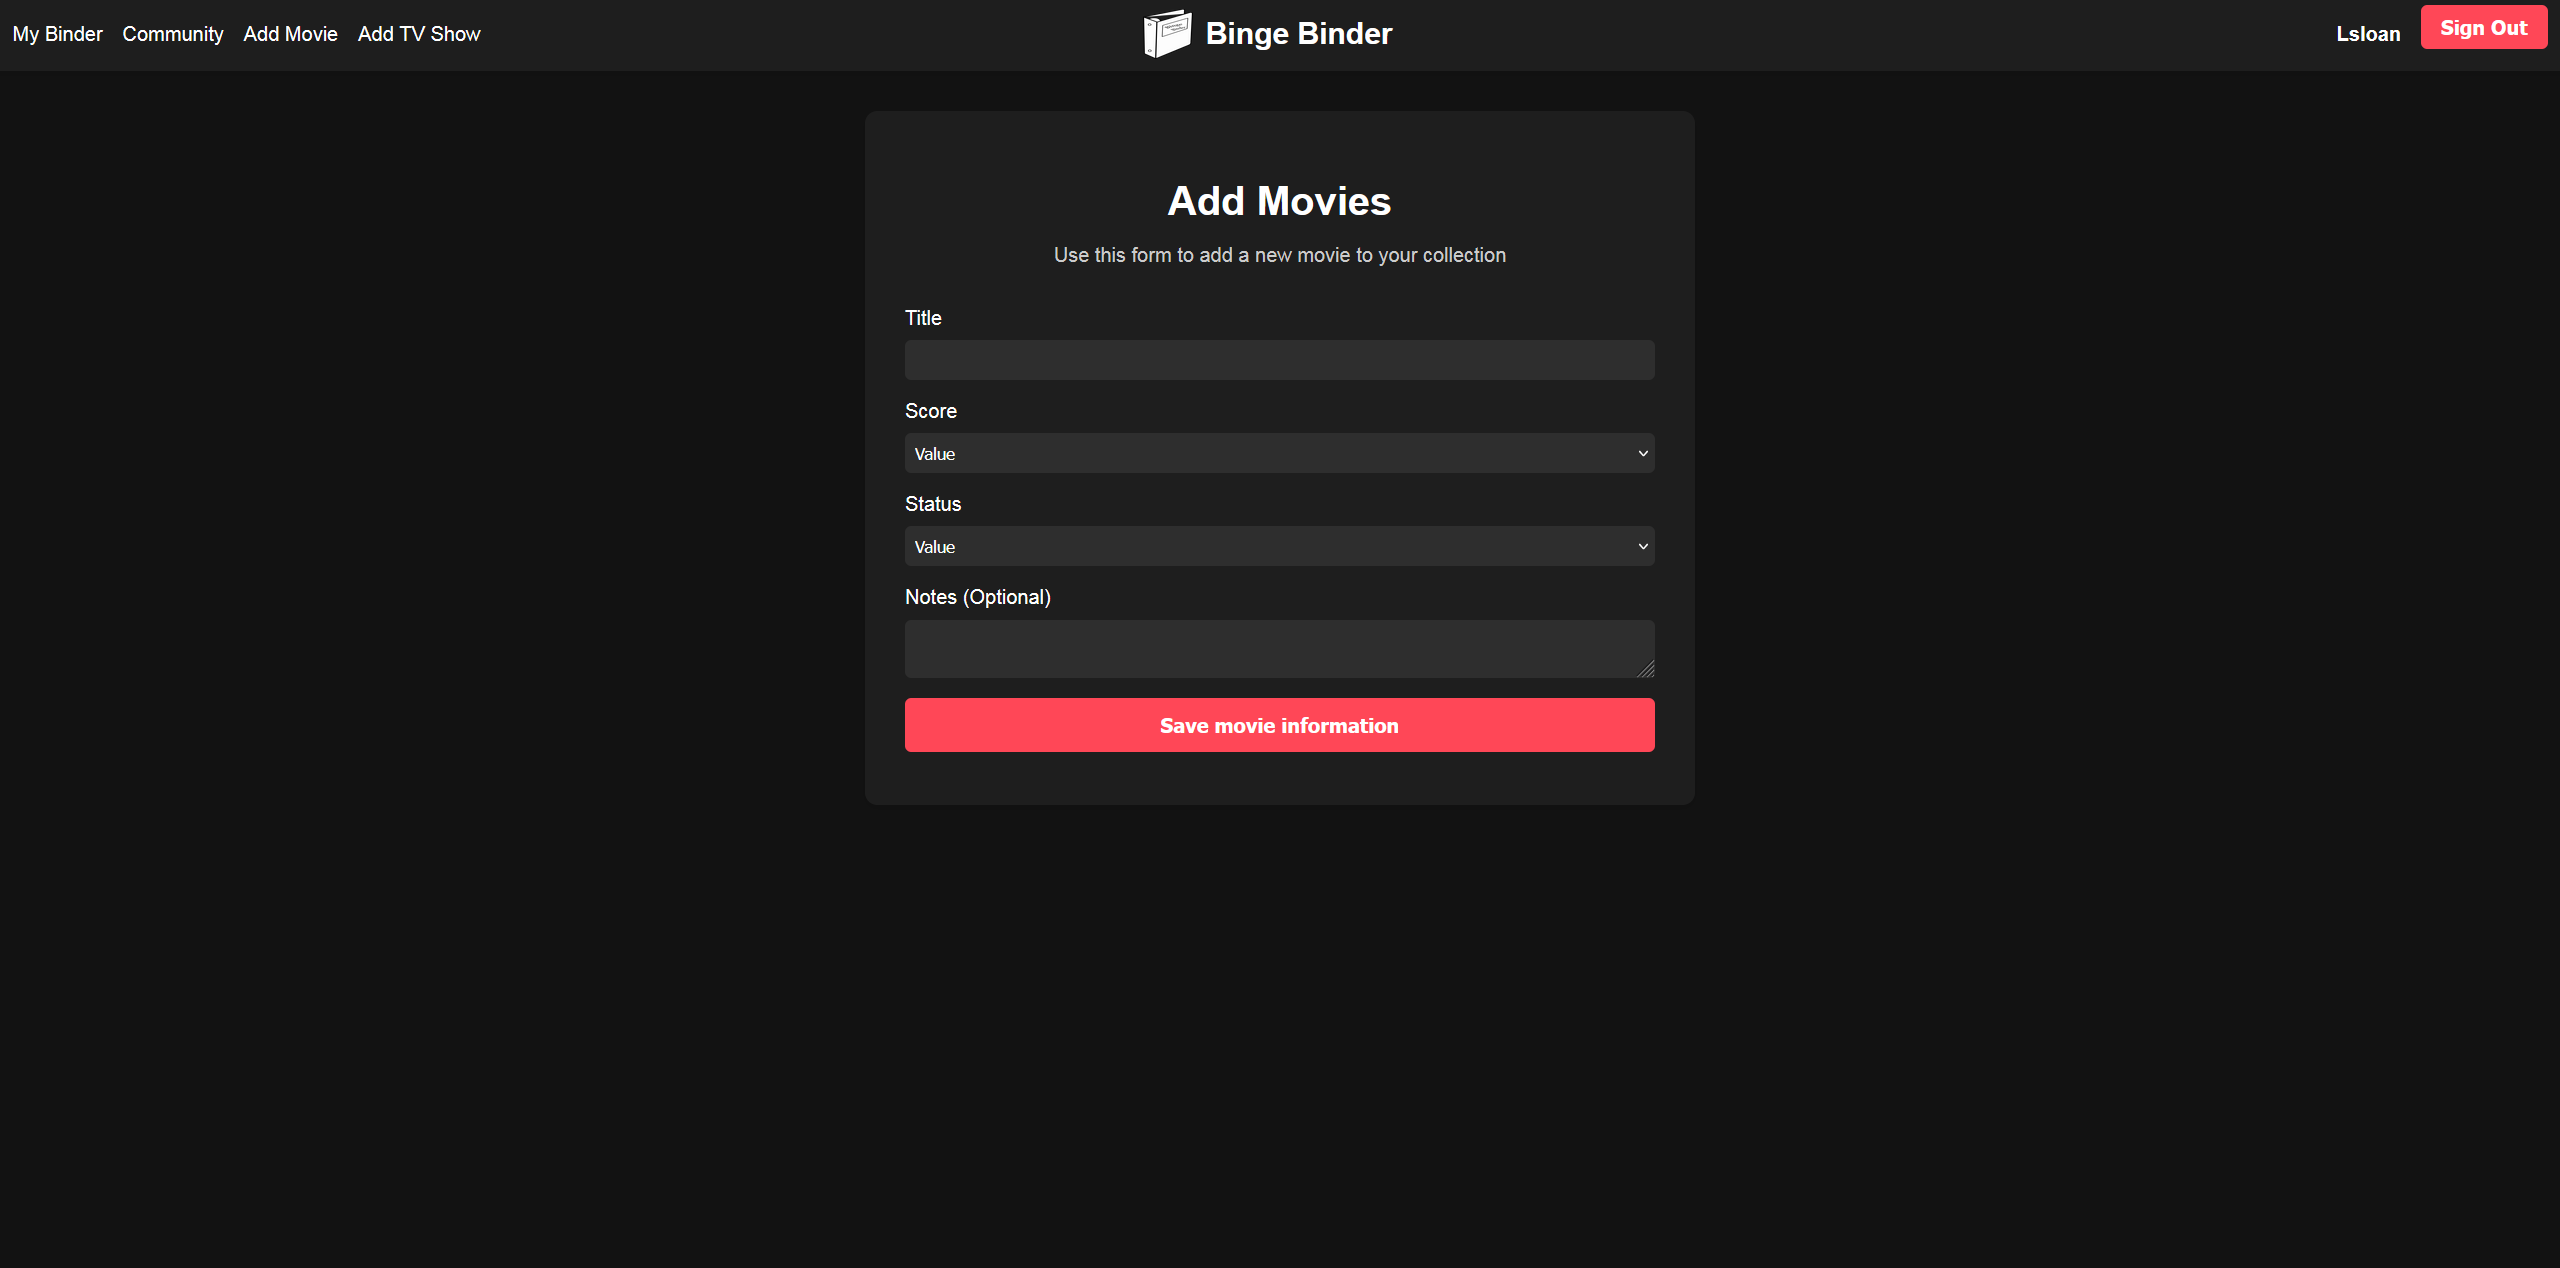 My Binder Community Add Movie Add TV Show Binge Binder Lsloan Sign Out
Add Movies
Use this form to add a new movie to your collection
Title
Score
Value
Status
Value
Notes (Optional)
Save movie information